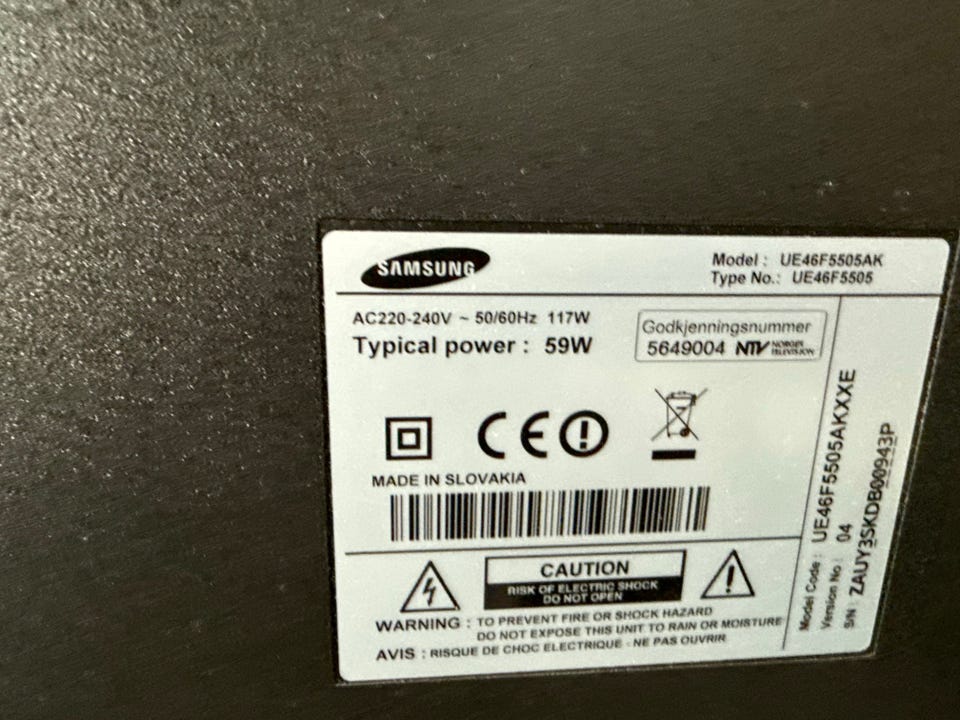 SAMSUNG
Model : UE46F5505AK
Type No.: UE46F5505
AC220-240V ~ 50/60Hz 117W
Typical power : 59W
Godkjenningsnummer
5649004 NTV NORGES TELEVISION
MADE IN SLOVAKIA
CAUTION
RISK OF ELECTRIC SHOCK
DO NOT OPEN
WARNING : TO PREVENT FIRE OR SHOCK HAZARD
DO NOT EXPOSE THIS UNIT TO RAIN OR MOISTURE
AVIS : RISQUE DE CHOC ELECTRIQUE - NE PAS OUVRIR
Model Code : UE46F5505AKXXXE
Version No : 04
S/N : ZAUY3SKDB00943P